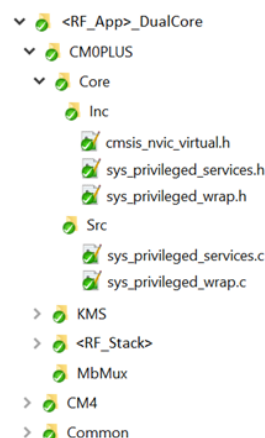 <RF_App>_DualCore
CM0PLUS
Core
Inc
cmsis_nvic_virtual.h
sys_privileged_services.h
sys_privileged_wrap.h
Src
sys_privileged_services.c
sys_privileged_wrap.c
KMS
<RF_Stack>
MbMux
CM4
Common